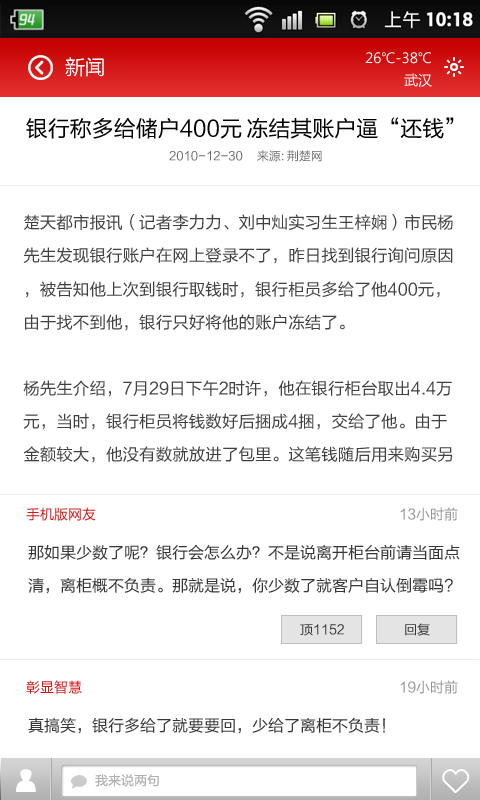 94
上午 10:18
新闻
26℃-38℃
武汉
银行称多给储户400元 冻结其账户逼“还钱”
2010-12-30 来源: 荆楚网
楚天都市报讯（记者李力力、刘中灿实习生王梓娴）市民杨
先生发现银行账户在网上登录不了，昨日找到银行询问原因
，被告知他上次到银行取钱时，银行柜员多给了他400元，
由于找不到他，银行只好将他的账户冻结了。
杨先生介绍，7月29日下午2时许，他在银行柜台取出4.4万
元，当时，银行柜员将钱数好后捆成4捆，交给了他。由于
金额较大，他没有数就放进了包里。这笔钱随后用来购买另
手机版网友 13小时前
那如果少数了呢？银行会怎么办？不是说离开柜台前请当面点
清，离柜概不负责。那就是说，你少数了就客户自认倒霉吗？
顶1152 回复
彰显智慧 19小时前
真搞笑，银行多给了就要要回，少给了离柜不负责！
我来说两句